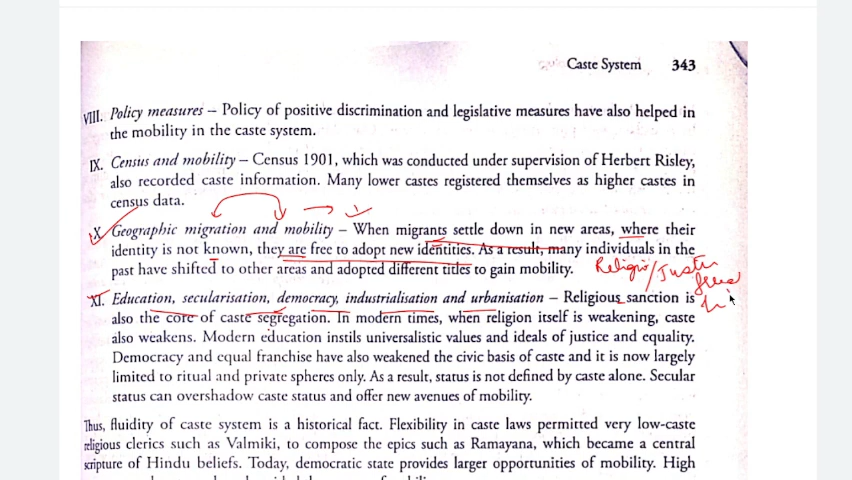 Caste System 343
VIII. Policy measures – Policy of positive discrimination and legislative measures have also helped in
the mobility in the caste system.
IX. Census and mobility – Census 1901, which was conducted under supervision of Herbert Risley,
also recorded caste information. Many lower castes registered themselves as higher castes in
census data.
X. Geographic migration and mobility – When migrants settle down in new areas, where their
identity is not known, they are free to adopt new identities. As a result, many individuals in the
past have shifted to other areas and adopted different titles to gain mobility.
XI. Education, secularisation, democracy, industrialisation and urbanisation – Religious sanction is
also the core of caste segregation. In modern times, when religion itself is weakening, caste
also weakens. Modern education instils universalistic values and ideals of justice and equality.
Democracy and equal franchise have also weakened the civic basis of caste and it is now largely
limited to ritual and private spheres only. As a result, status is not defined by caste alone. Secular
status can overshadow caste status and offer new avenues of mobility.
Thus, fluidity of caste system is a historical fact. Flexibility in caste laws permitted very low-caste
religious clerics such as Valmiki, to compose the epics such as Ramayana, which became a central
scripture of Hindu beliefs. Today, democratic state provides larger opportunities of mobility. High